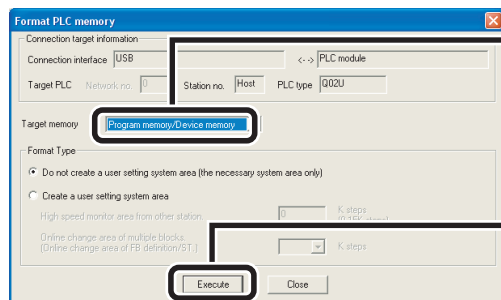 Format PLC memory
Connection target information
Connection interface USB <--> PLC module
Target PLC Network no. 0 Station no. Host PLC type Q02U
Target memory Program memory/Device memory
Format Type
Do not create a user setting system area (the necessary system area only)
Create a user setting system area
High speed monitor area from other station 0 K steps
Online change area of multiple blocks K steps
(Online change area of FB definition/ST.)
Execute Close